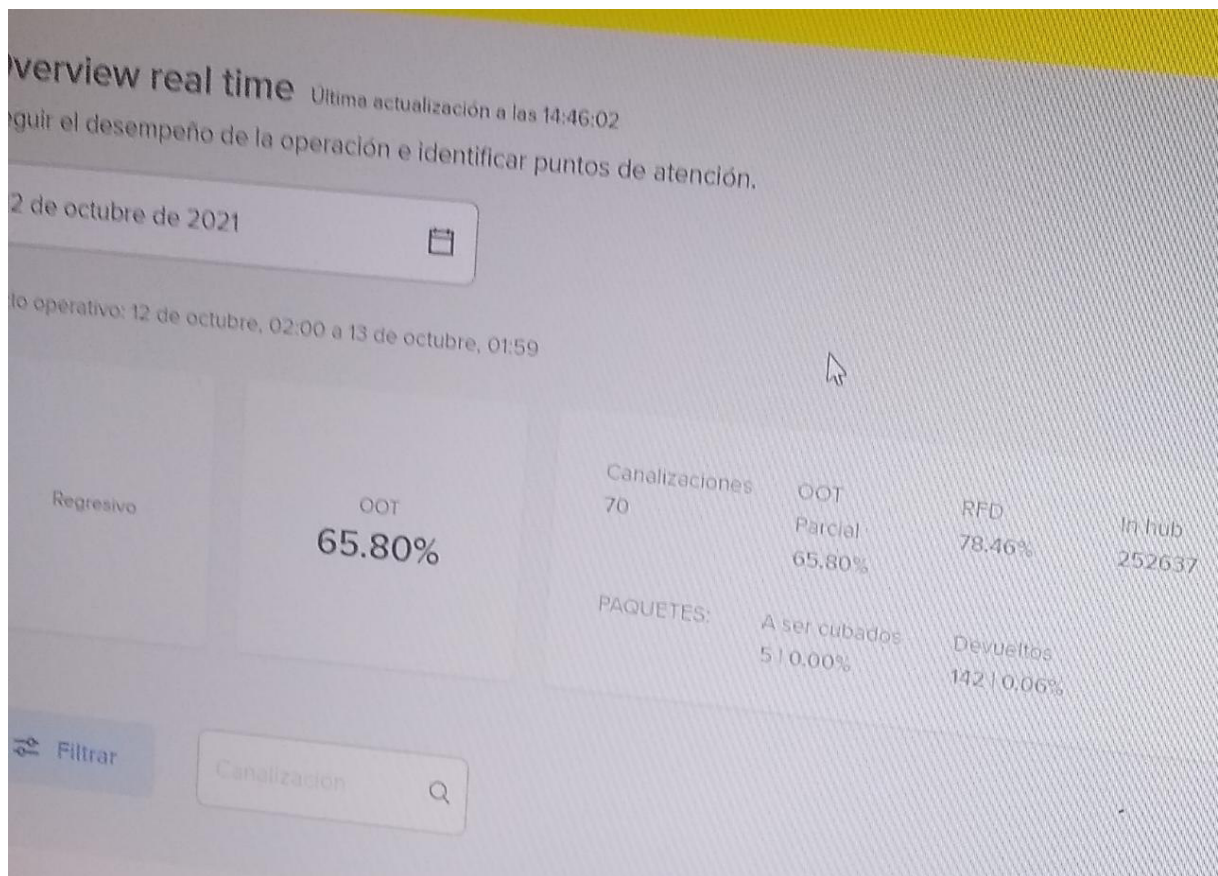 verview real time Última actualización a las 14:46:02
guir el desempeño de la operación e identificar puntos de atención.
2 de octubre de 2021
lo operativo: 12 de octubre, 02:00 a 13 de octubre, 01:59
Regresivo
OOT
65.80%
Canalizaciones
70
OOT
Parcial
65.80%
RFD
78.46%
In hub
252637
PAQUETES:
A ser cubados
5 | 0.00%
Devueltos
142 | 0.06%
Filtrar
Canalización